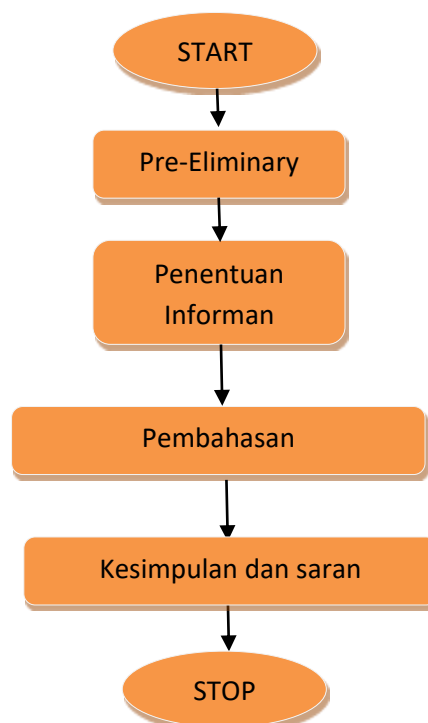 START
Pre-Eliminary
Penentuan
Informan
Pembahasan
Kesimpulan dan saran
STOP